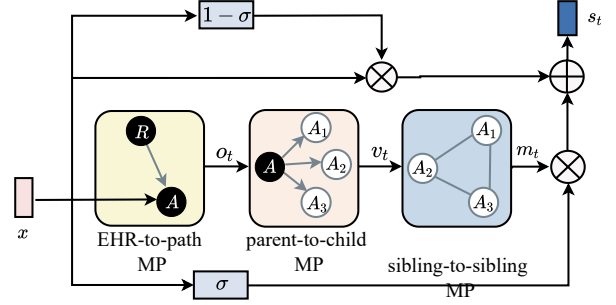 1 − σ
s_t
R
A
o_t
A
A_1
A_2
A_3
v_t
A_1
A_2
A_3
m_t
x
EHR-to-path
MP
parent-to-child
MP
sibling-to-sibling
MP
σ